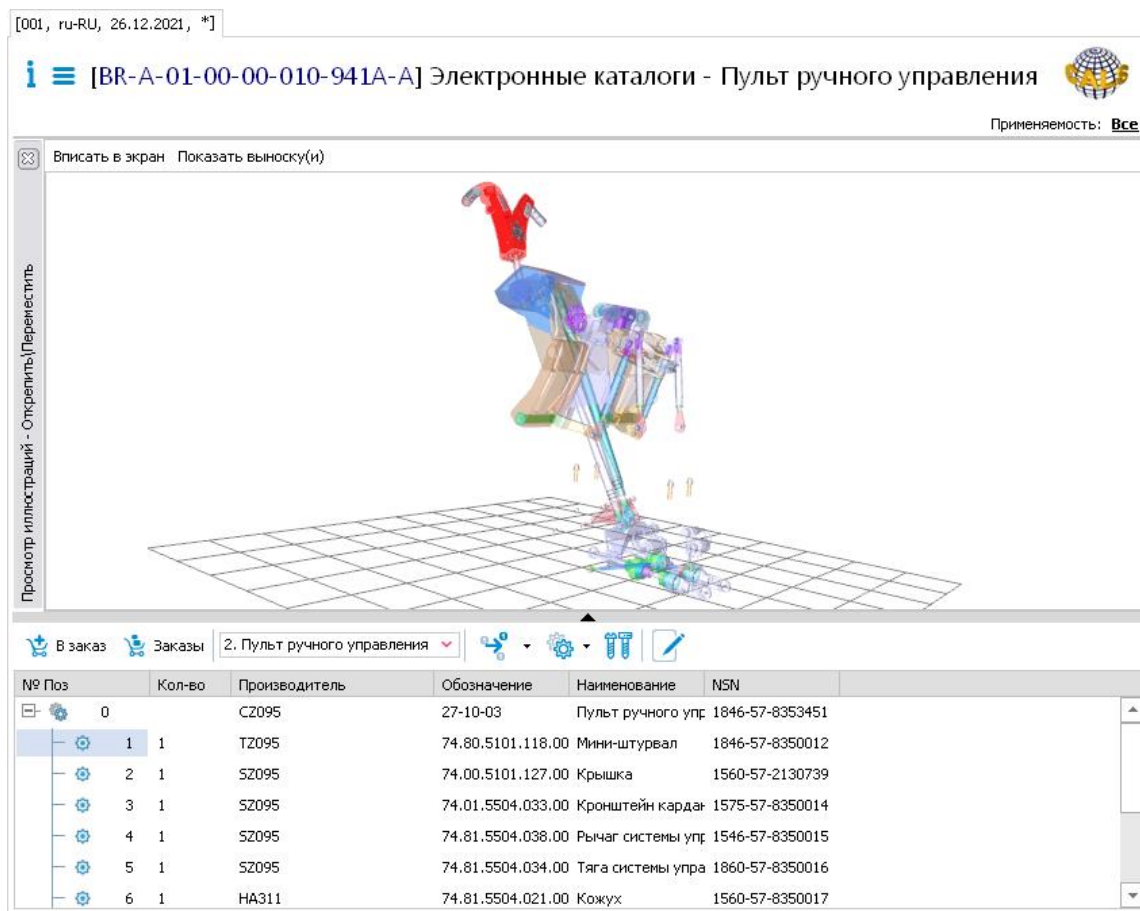 [001, ru-RU, 26.12.2021, *]
i [BR-A-01-00-00-010-941A-A] Электронные каталоги - Пульт ручного управления
CALS
Применяемость: Все
Вписать в экран Показать выноску(и)
Просмотр иллюстраций - Открепить\Переместить
В заказ Заказы 2. Пульт ручного управления
№ Поз Кол-во Производитель Обозначение Наименование NSN
0 CZ095 27-10-03 Пульт ручного упр 1846-57-8353451
1 1 TZ095 74.80.5101.118.00 Мини-штурвал 1846-57-8350012
2 1 SZ095 74.00.5101.127.00 Крышка 1560-57-2130739
3 1 SZ095 74.01.5504.033.00 Кронштейн кардан 1575-57-8350014
4 1 SZ095 74.81.5504.038.00 Рычаг системы упр 1546-57-8350015
5 1 SZ095 74.81.5504.034.00 Тяга системы упра 1860-57-8350016
6 1 HA311 74.81.5504.021.00 Кожух 1560-57-8350017